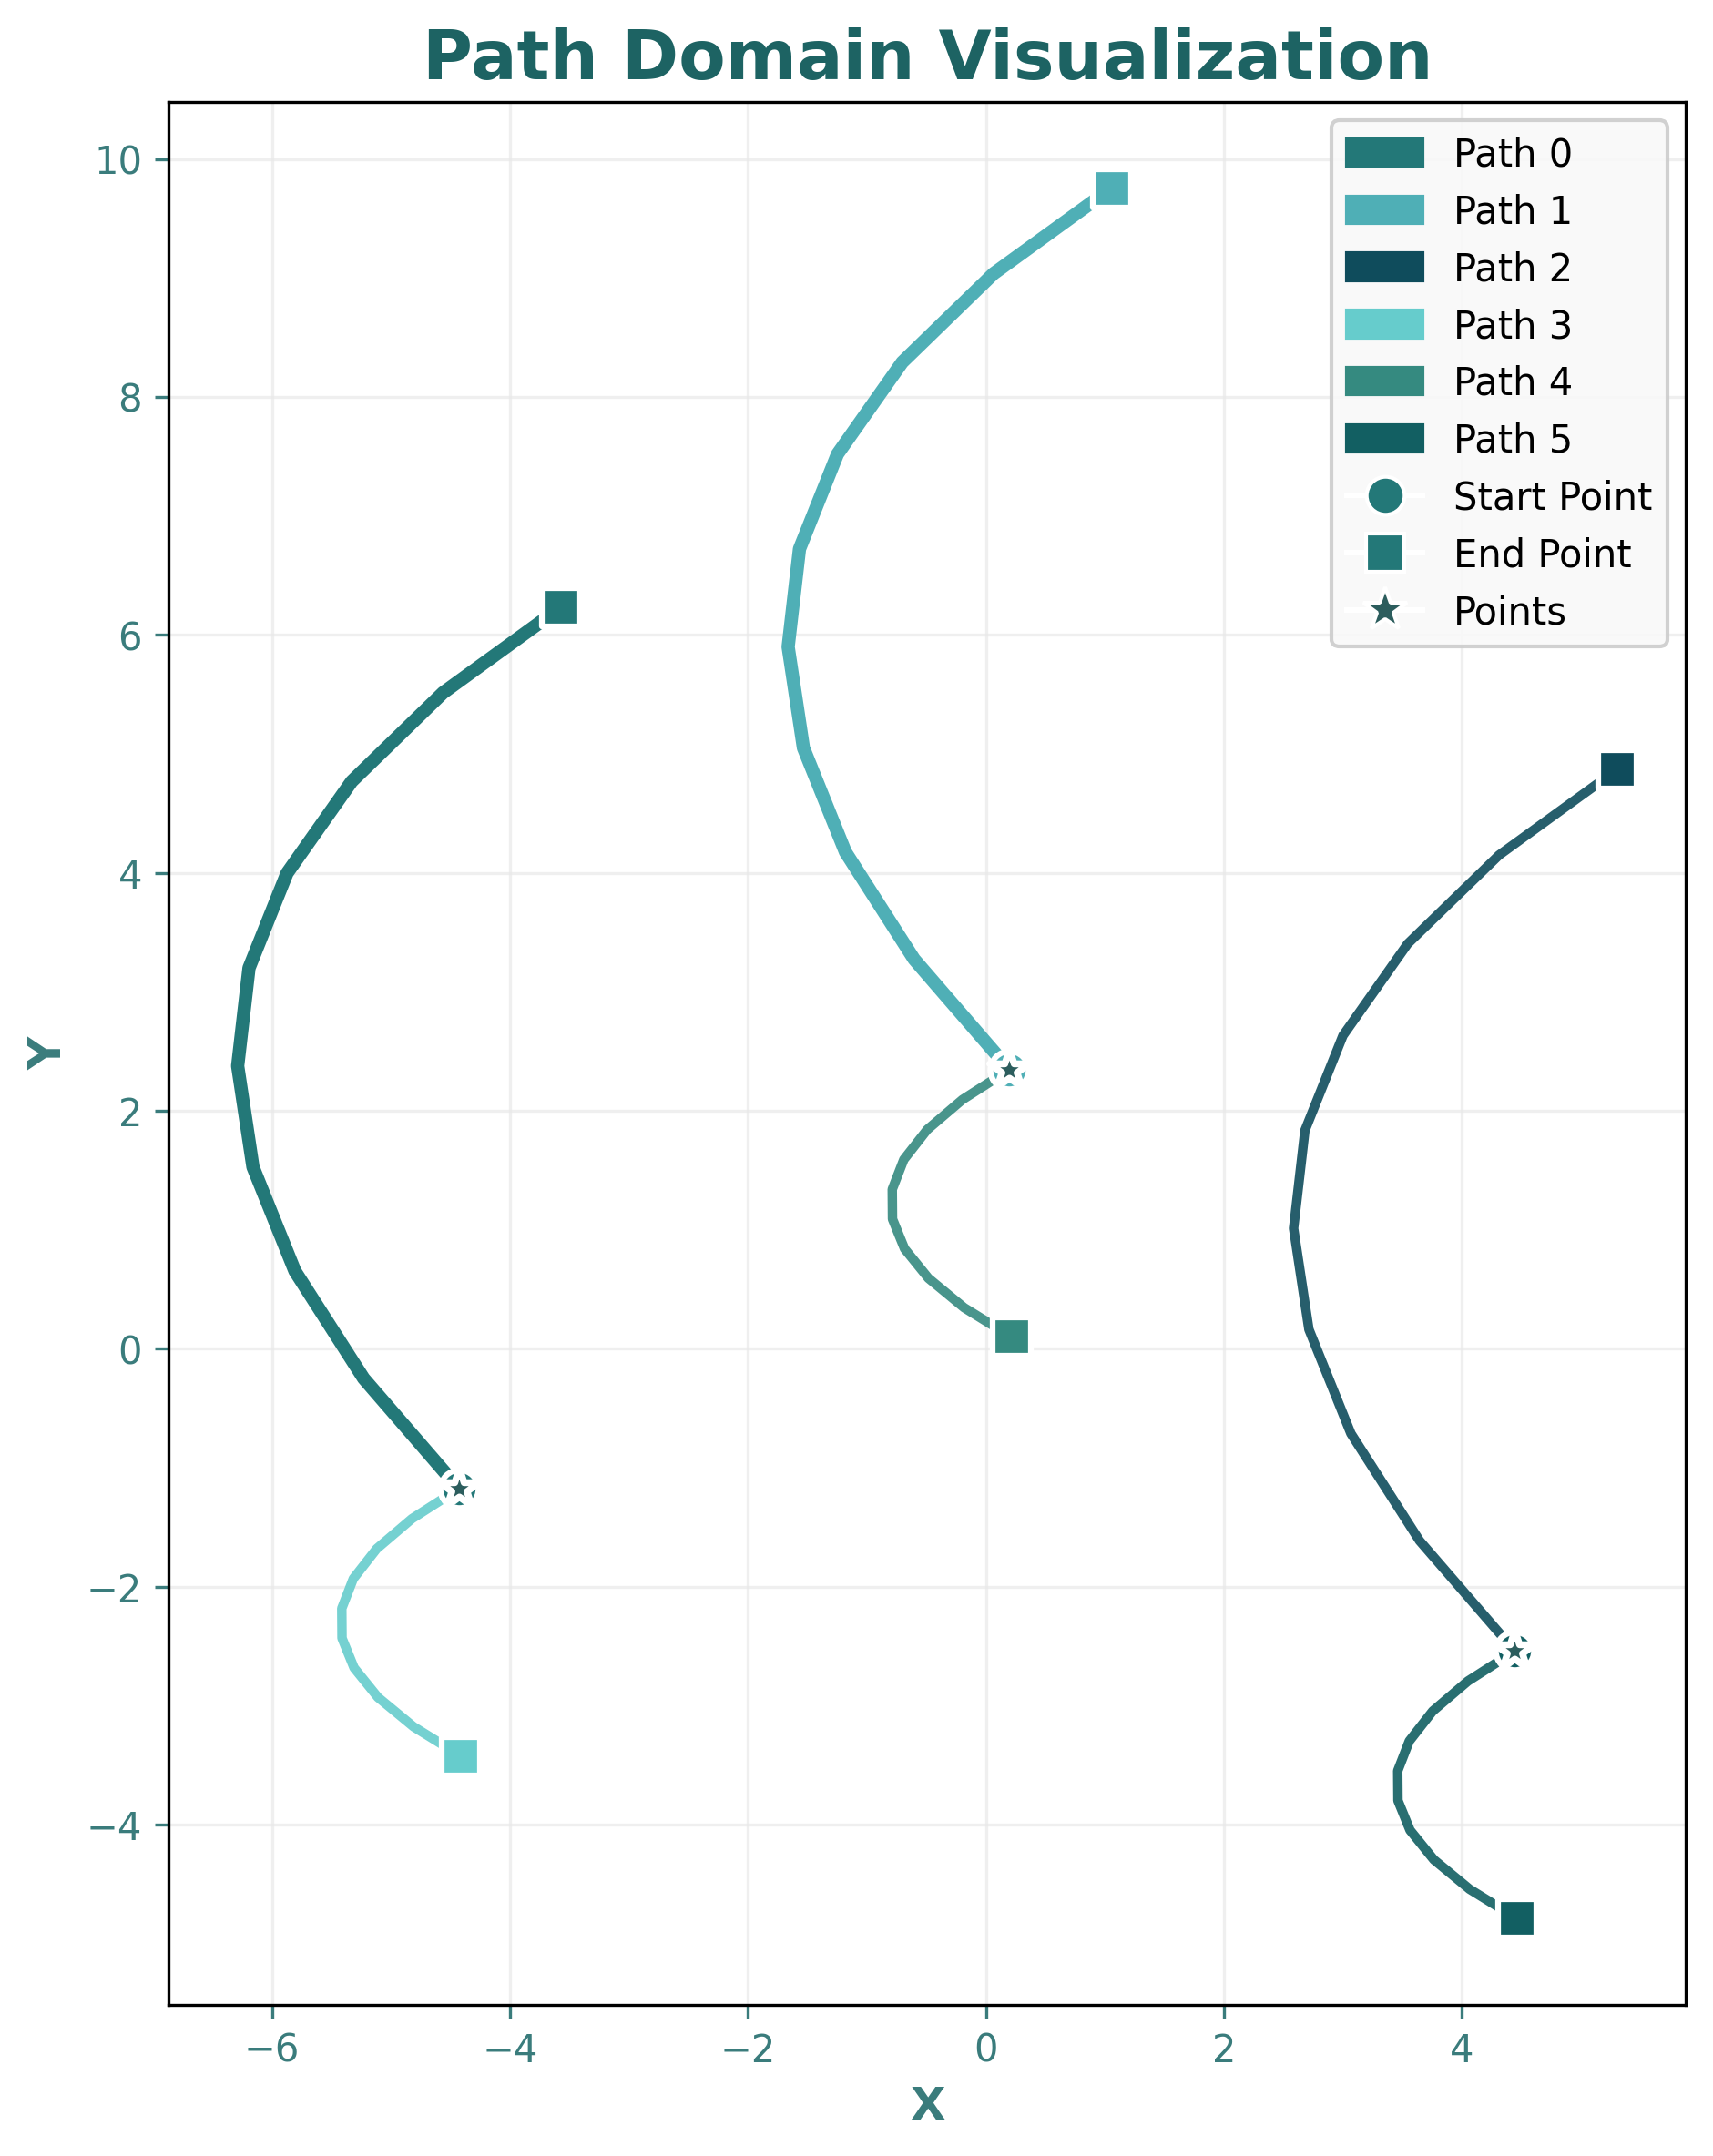 Path Domain Visualization
Path 0
Path 1
Path 2
Path 3
Path 4
Path 5
Start Point
End Point
Points
10
8
6
4
2
0
−2
−4
Y
−6 −4 −2 0 2 4
X